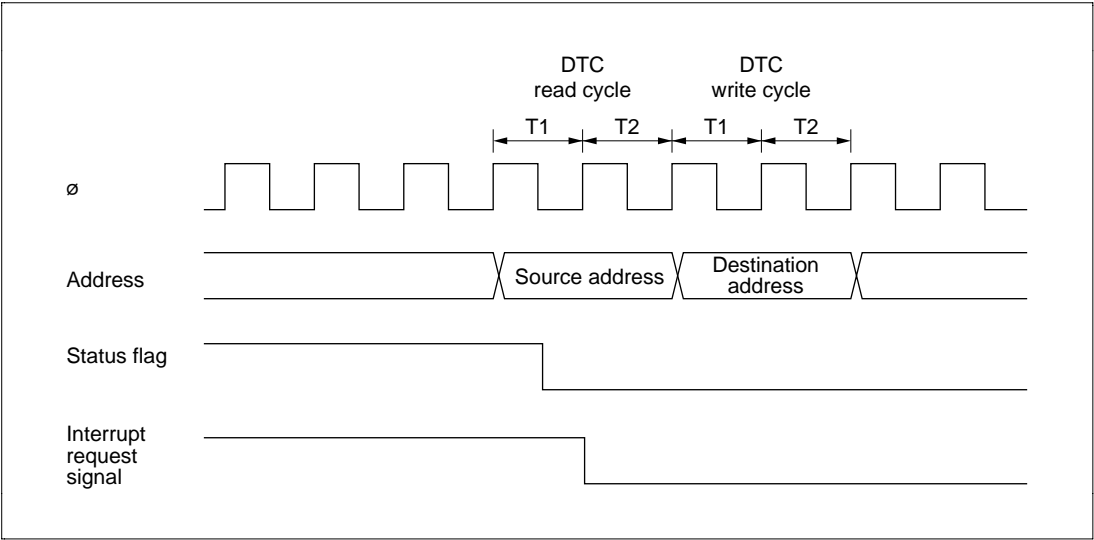 DTC
read cycle
DTC
write cycle
T1
T2
T1
T2
ø
Address
Source address
Destination
address
Status flag
Interrupt
request
signal